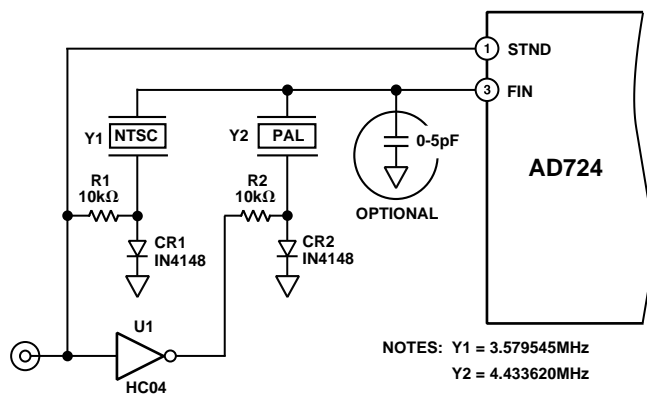 1 STND
3 FIN
AD724
Y1 NTSC
Y2 PAL
0-5pF
OPTIONAL
R1
10kΩ
R2
10kΩ
CR1
IN4148
CR2
IN4148
U1
HC04
NOTES: Y1 = 3.579545MHz
Y2 = 4.433620MHz